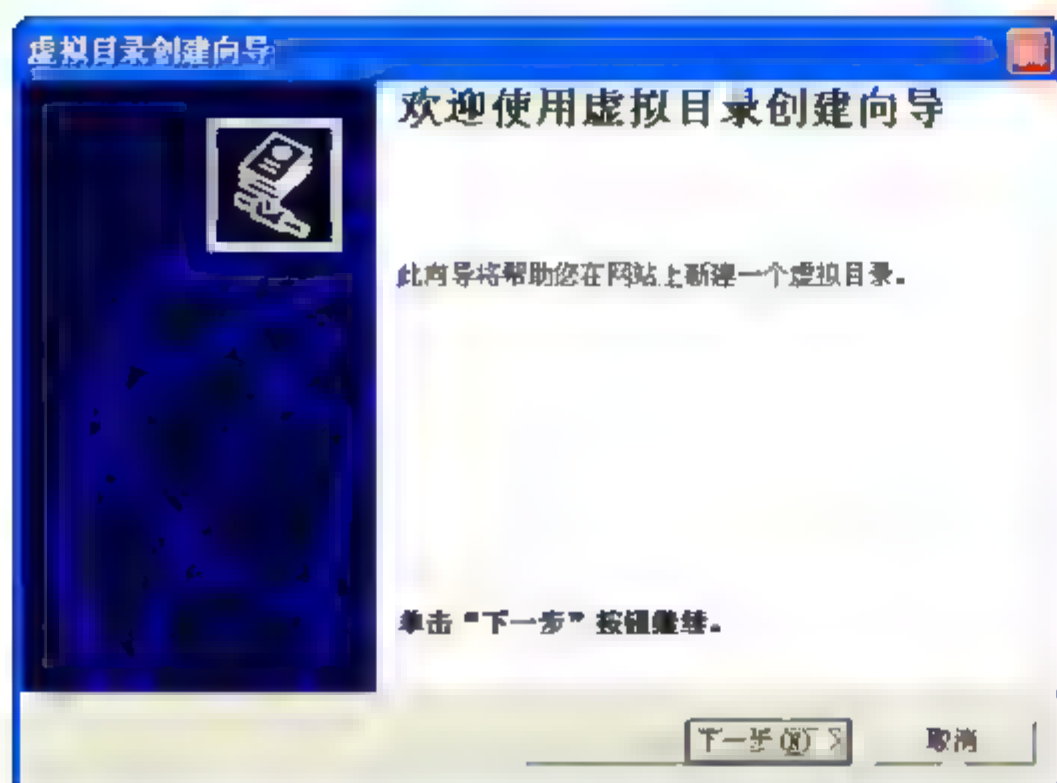 虚拟目录创建向导
欢迎使用虚拟目录创建向导
此向导将帮助您在网站上新建一个虚拟目录。
单击“下一步”按钮继续。
下一步(N) >
取消